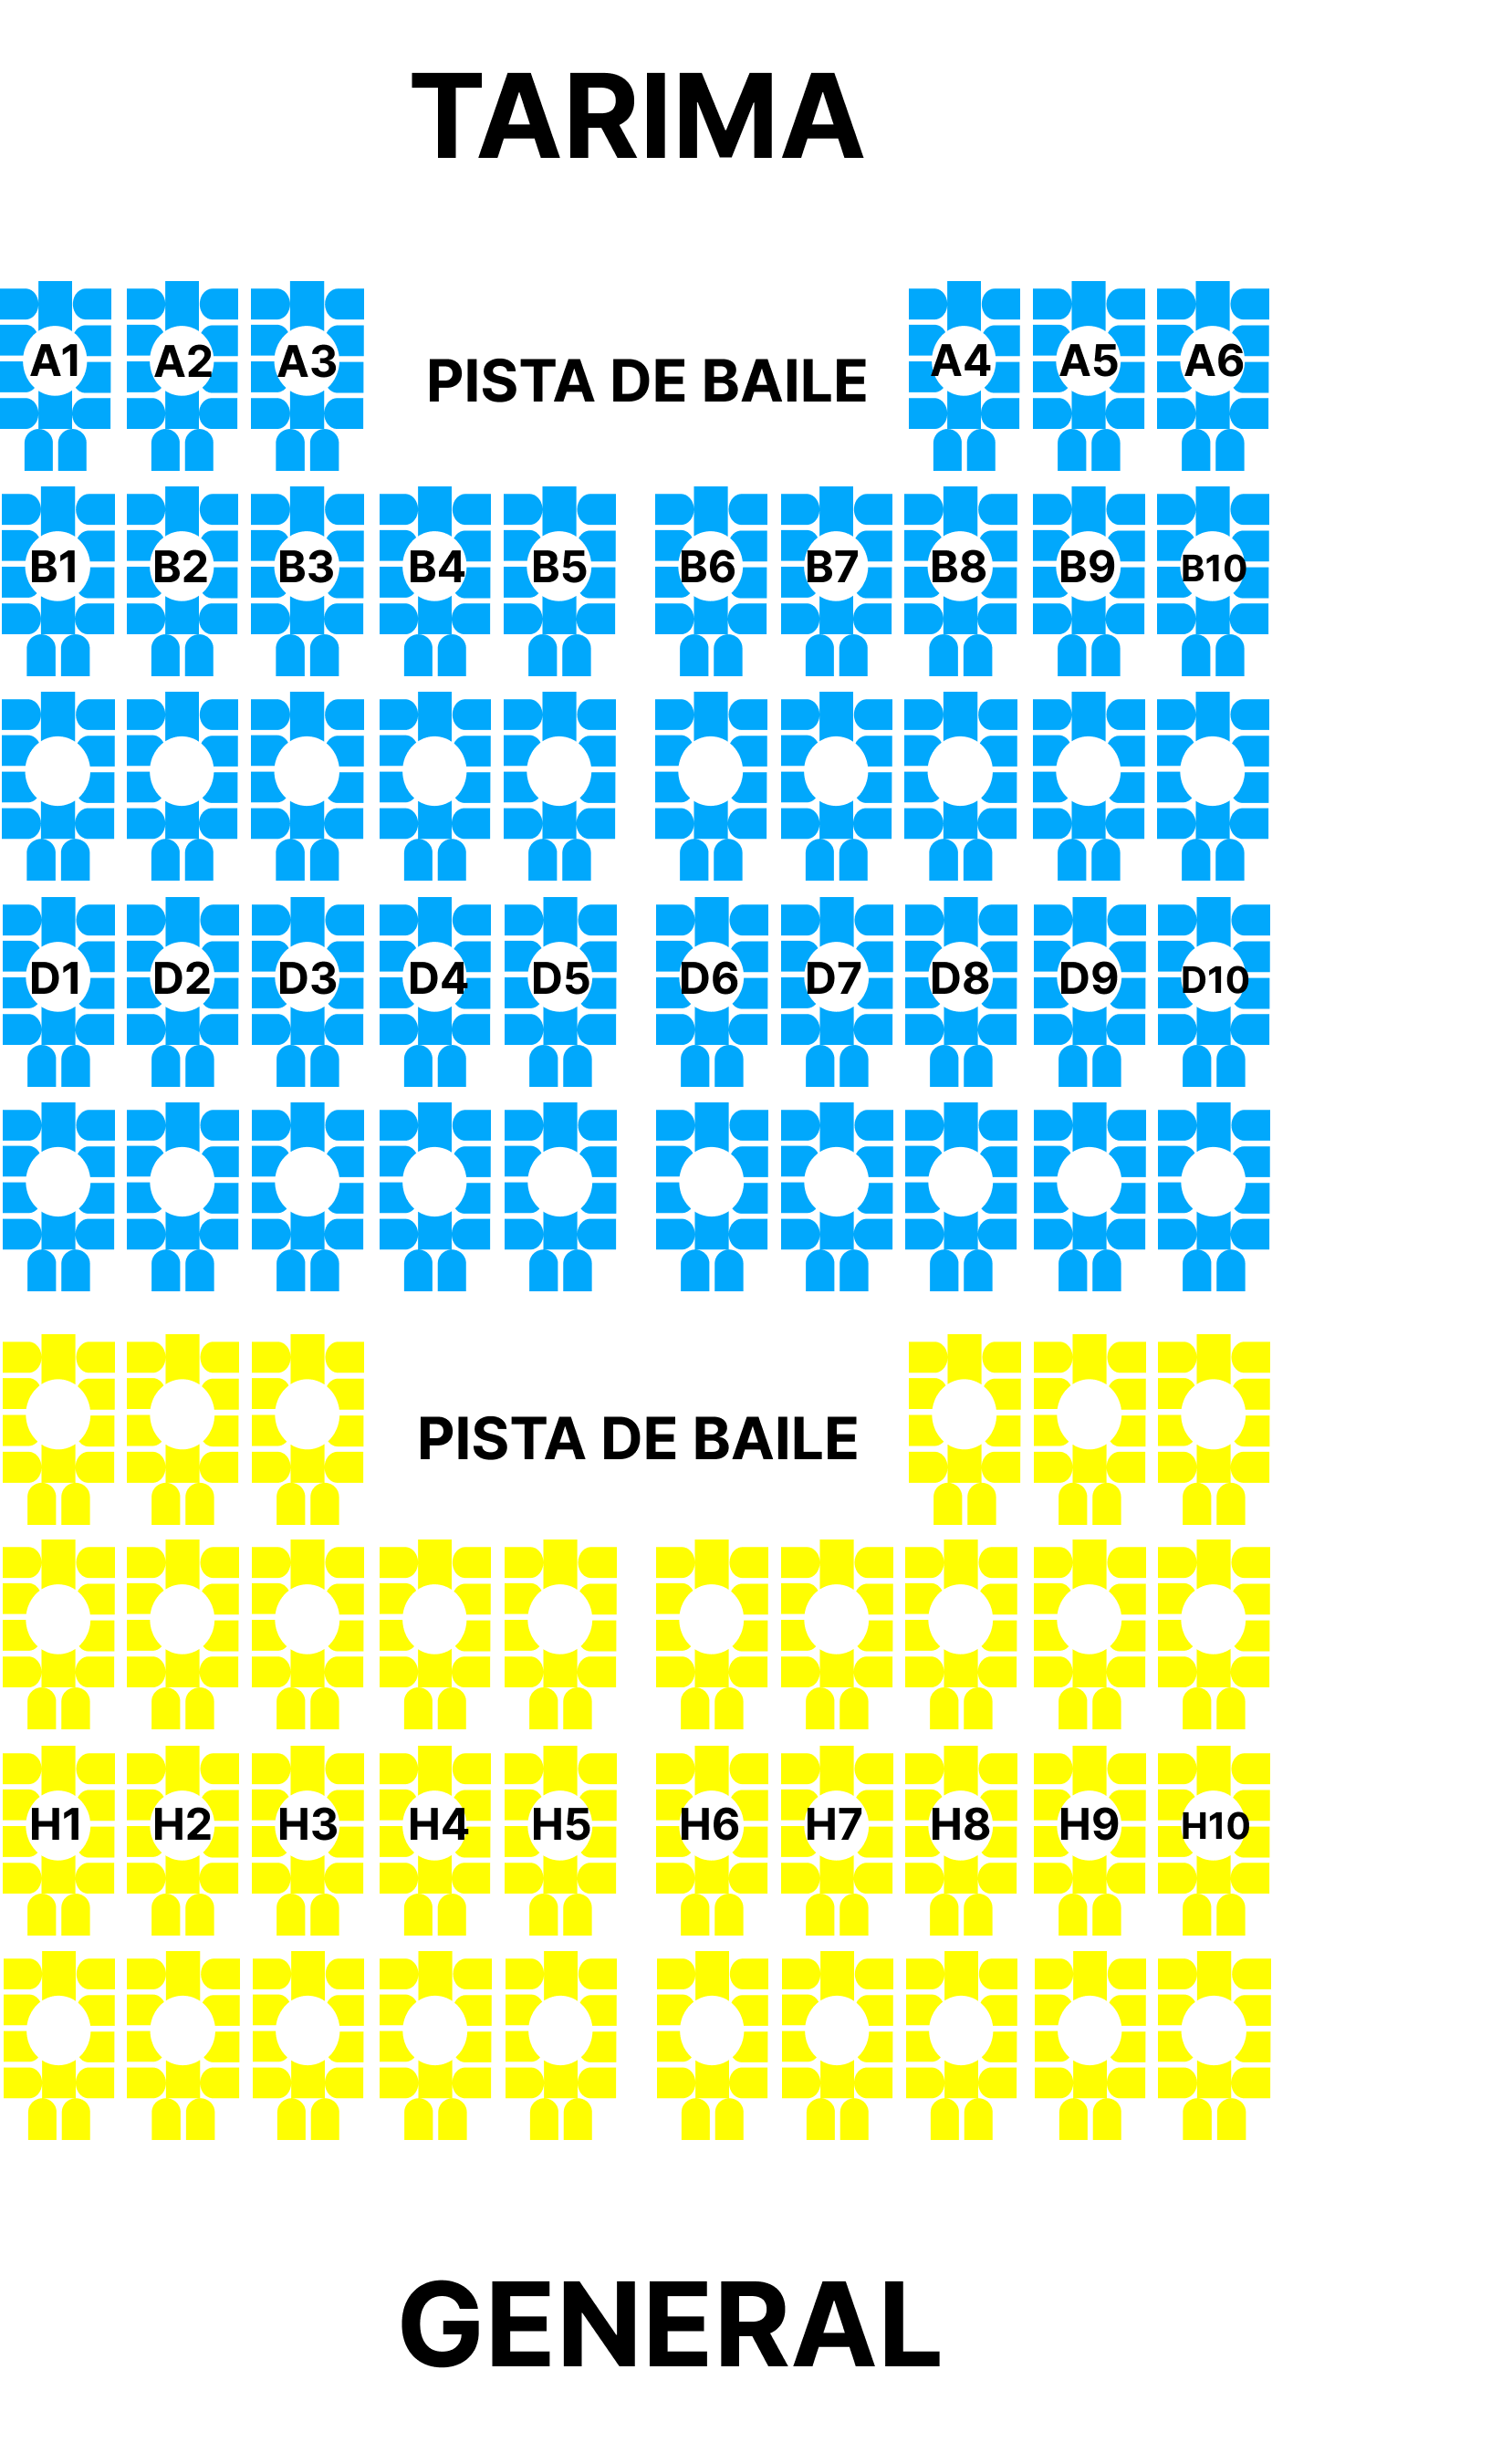 TARIMA
A1 A2 A3 PISTA DE BAILE A4 A5 A6
B1 B2 B3 B4 B5 B6 B7 B8 B9 B10
D1 D2 D3 D4 D5 D6 D7 D8 D9 D10
PISTA DE BAILE
H1 H2 H3 H4 H5 H6 H7 H8 H9 H10
GENERAL